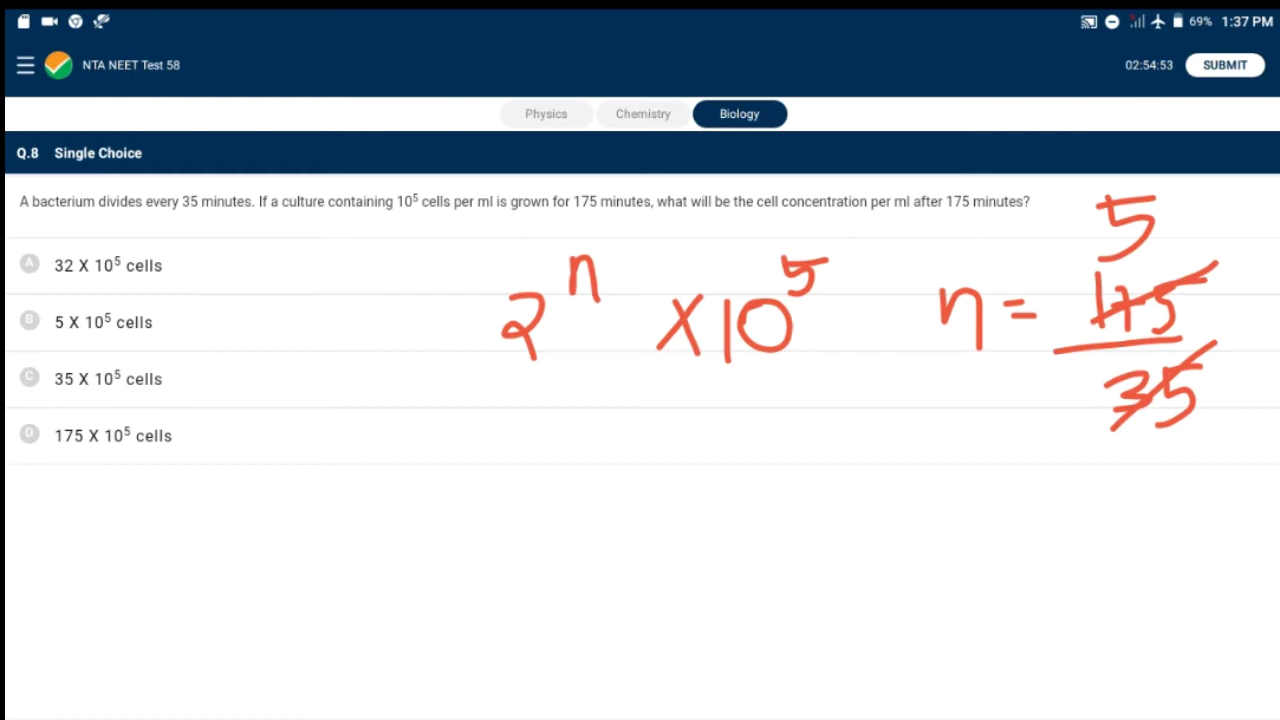 69% 1:37 PM
NTA NEET Test 58 02:54:53 SUBMIT
Physics Chemistry Biology
Q.8 Single Choice
A bacterium divides every 35 minutes. If a culture containing 10⁵ cells per ml is grown for 175 minutes, what will be the cell concentration per ml after 175 minutes?
A 32 X 10⁵ cells
B 5 X 10⁵ cells
C 35 X 10⁵ cells
D 175 X 10⁵ cells
5
2ⁿ ×10⁵ n = 175
35